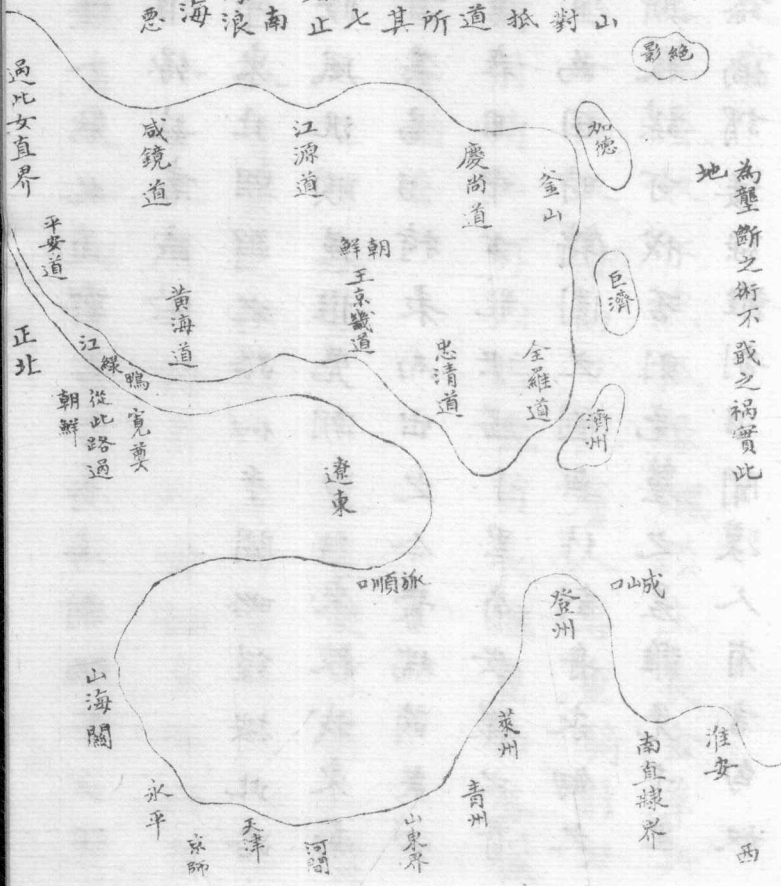 山對抵道所其七止南浪海惡
絕影
加德
為壟斷之術不戢之禍實此
地
釜山
慶尚道
江源道
咸鏡道
過北女直界
巨濟
朝鮮
王京畿道
平安道
黃海道
忠清道
全羅道
濟州
正北
鴨綠江
寬奠
從此路過
朝鮮
遼東
旅順口
成山口
登州
山海關
萊州
淮安
南直隸界
青州
永平
京師
天津
河間
山東界
西